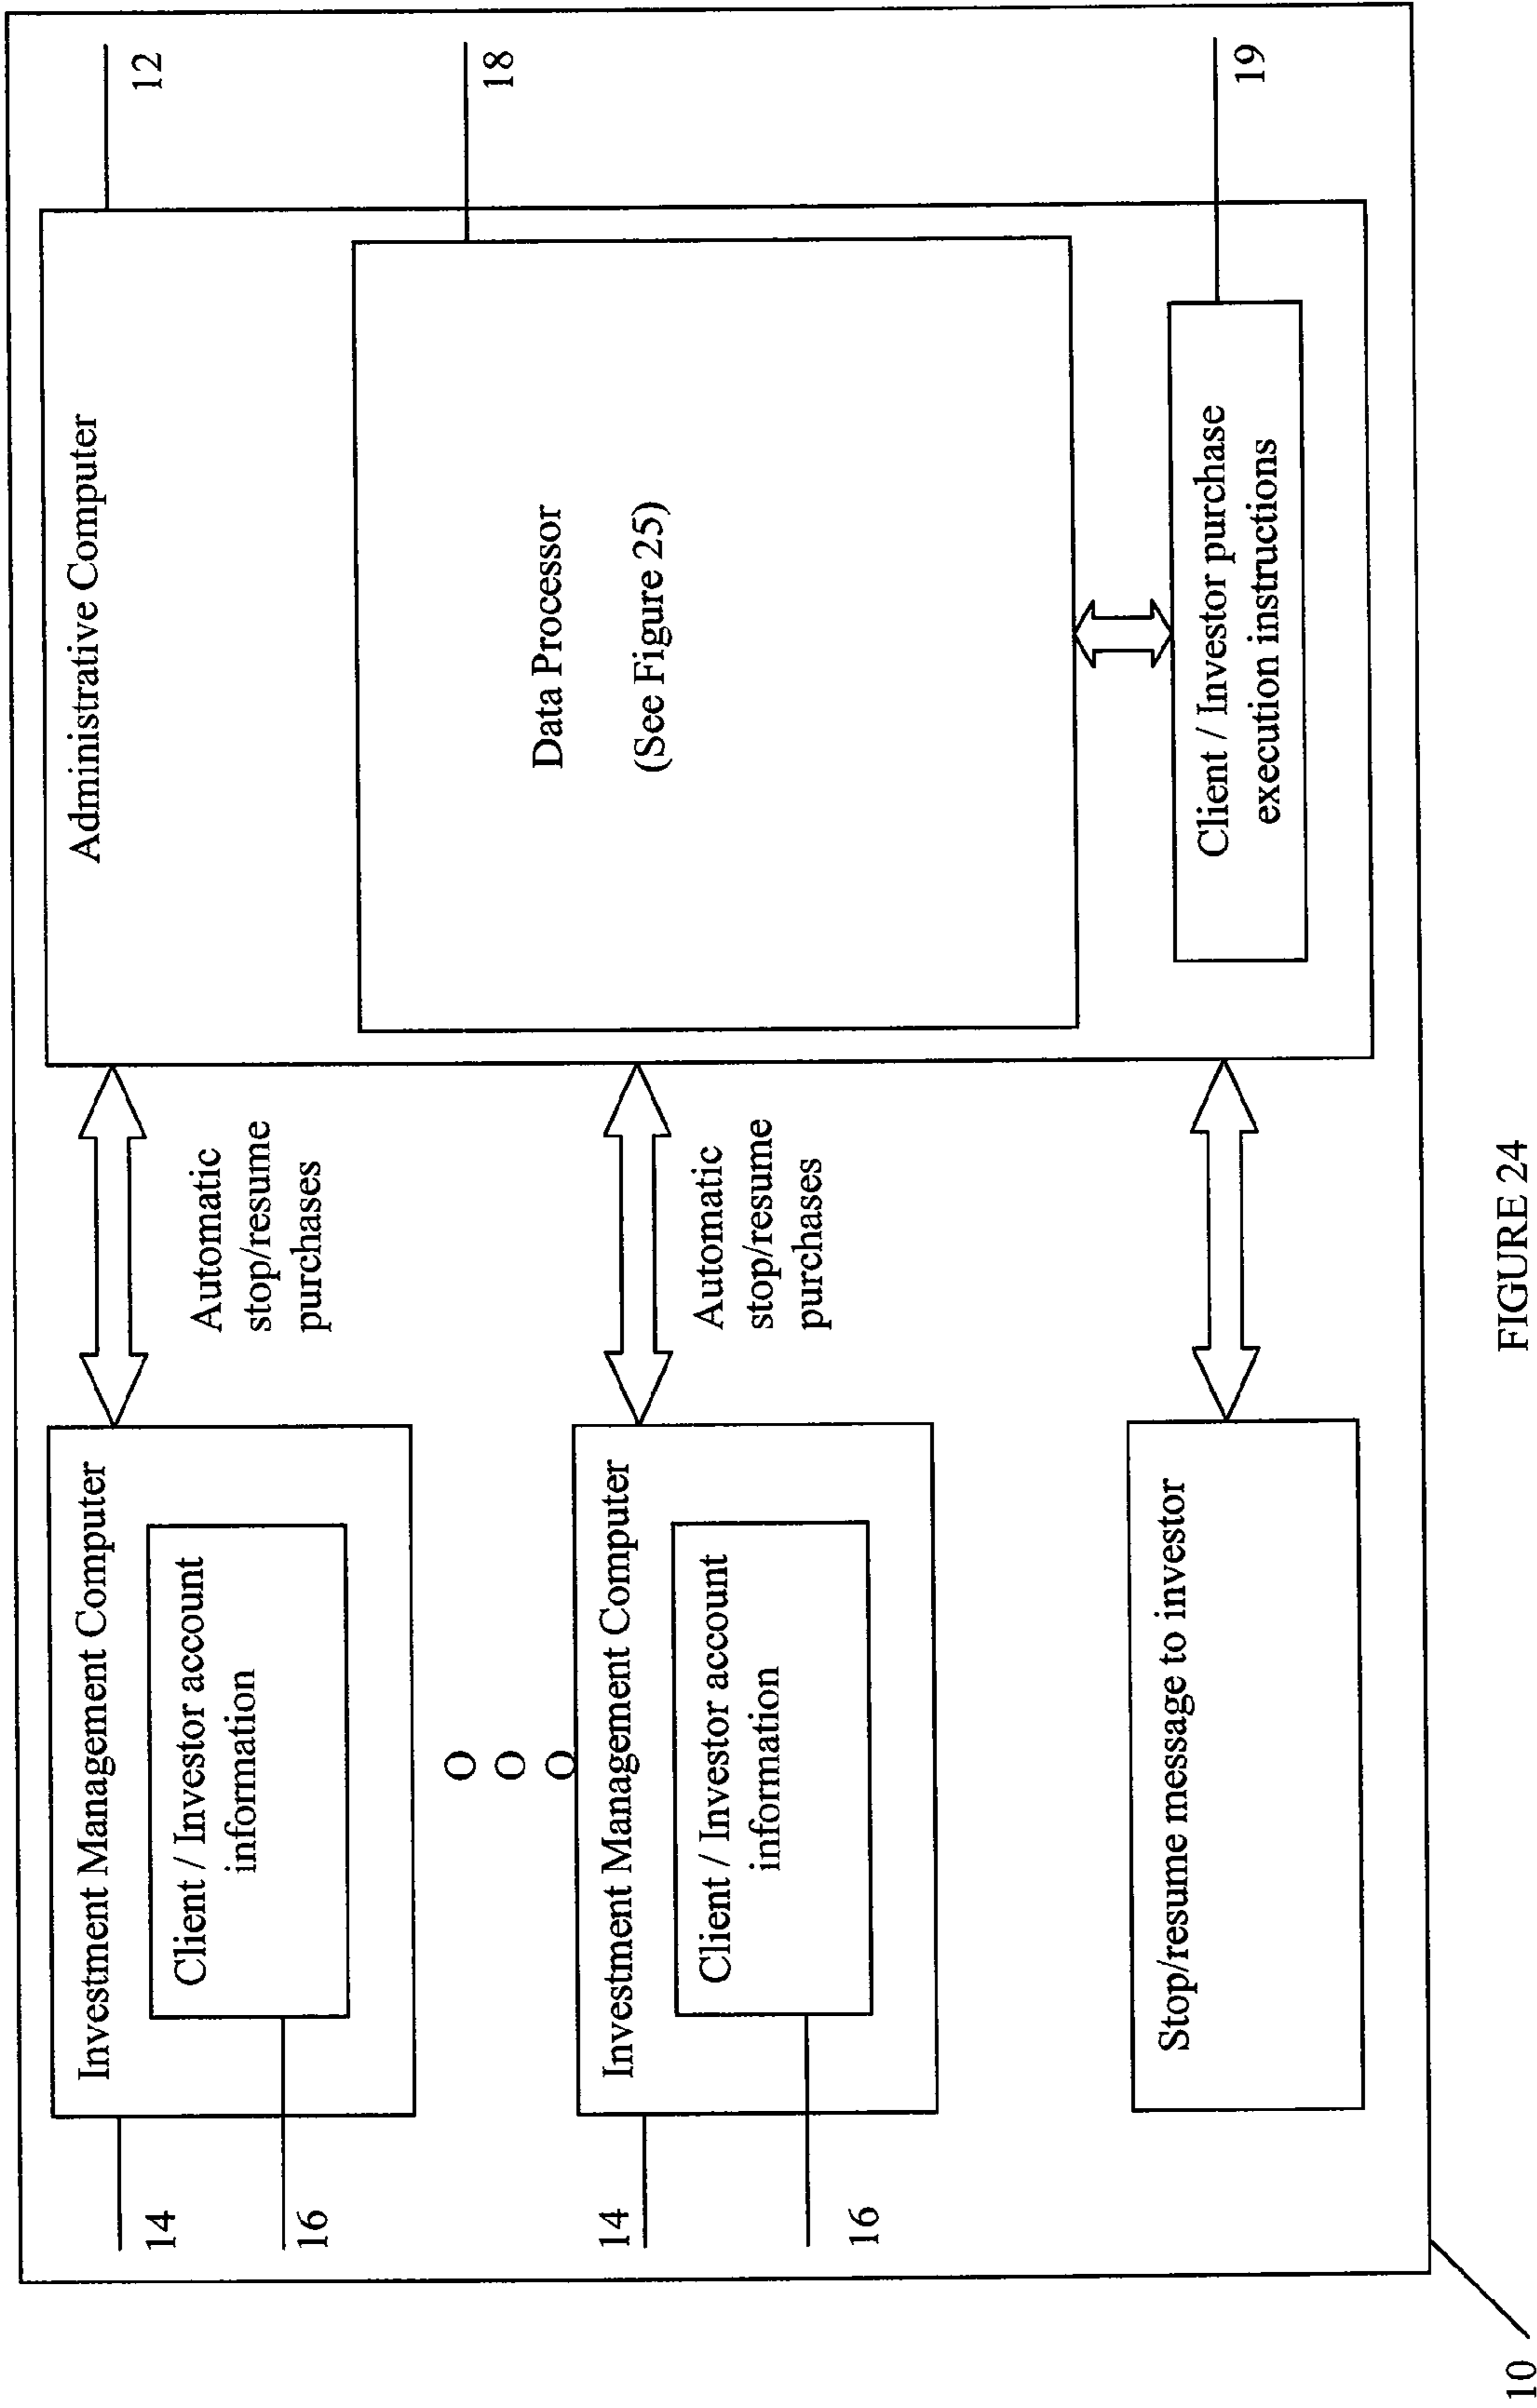 Investment Management Computer
Client / Investor account
information
14
16
Automatic
stop/resume
purchases
Administrative Computer
12
Data Processor
(See Figure 25)
18
Investment Management Computer
Client / Investor account
information
14
16
Automatic
stop/resume
purchases
Stop/resume message to investor
Client / Investor purchase
execution instructions
19
10
FIGURE 24